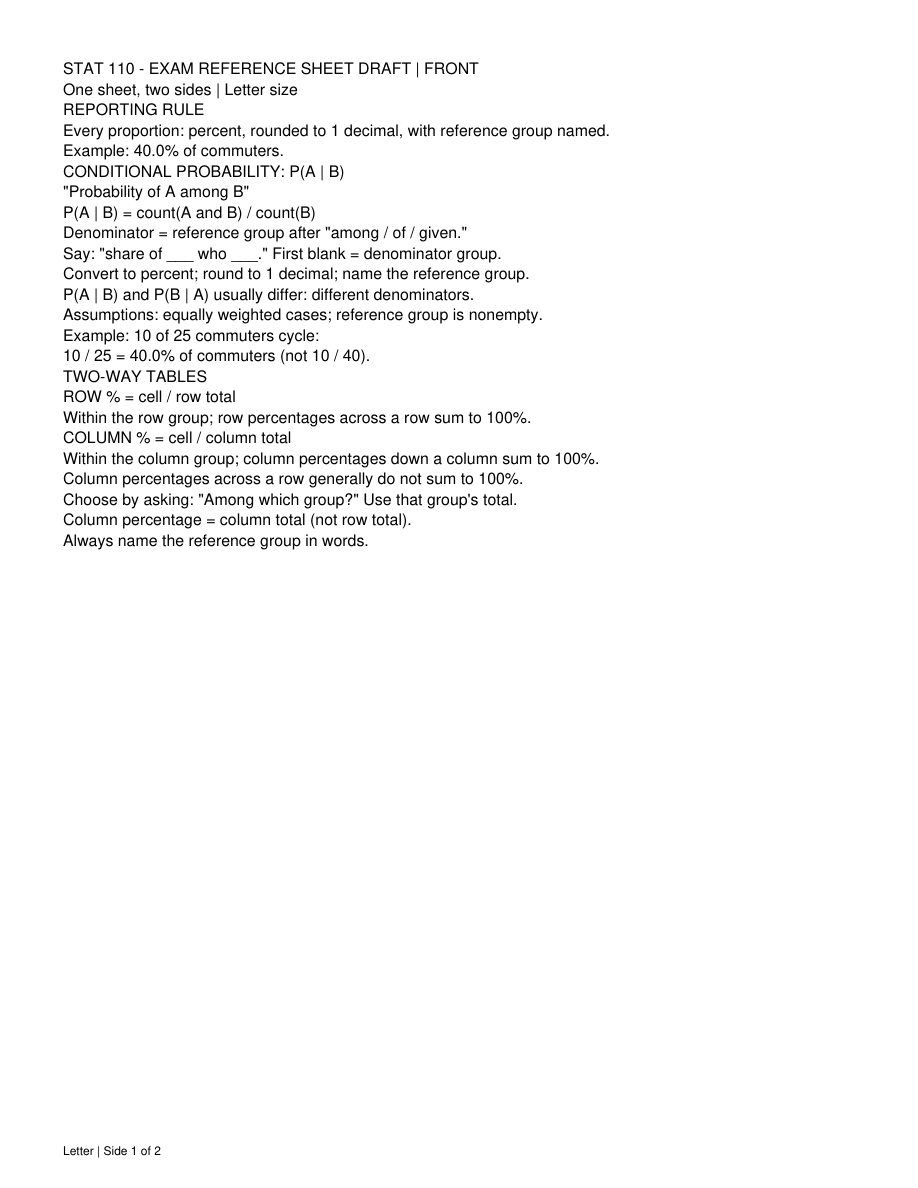 STAT 110 - EXAM REFERENCE SHEET DRAFT | FRONT
One sheet, two sides | Letter size
REPORTING RULE
Every proportion: percent, rounded to 1 decimal, with reference group named.
Example: 40.0% of commuters.
CONDITIONAL PROBABILITY: P(A | B)
"Probability of A among B"
P(A | B) = count(A and B) / count(B)
Denominator = reference group after "among / of / given."
Say: "share of ___ who ___." First blank = denominator group.
Convert to percent; round to 1 decimal; name the reference group.
P(A | B) and P(B | A) usually differ: different denominators.
Assumptions: equally weighted cases; reference group is nonempty.
Example: 10 of 25 commuters cycle:
10 / 25 = 40.0% of commuters (not 10 / 40).
TWO-WAY TABLES
ROW % = cell / row total
Within the row group; row percentages across a row sum to 100%.
COLUMN % = cell / column total
Within the column group; column percentages down a column sum to 100%.
Column percentages across a row generally do not sum to 100%.
Choose by asking: "Among which group?" Use that group's total.
Column percentage = column total (not row total).
Always name the reference group in words.
Letter | Side 1 of 2